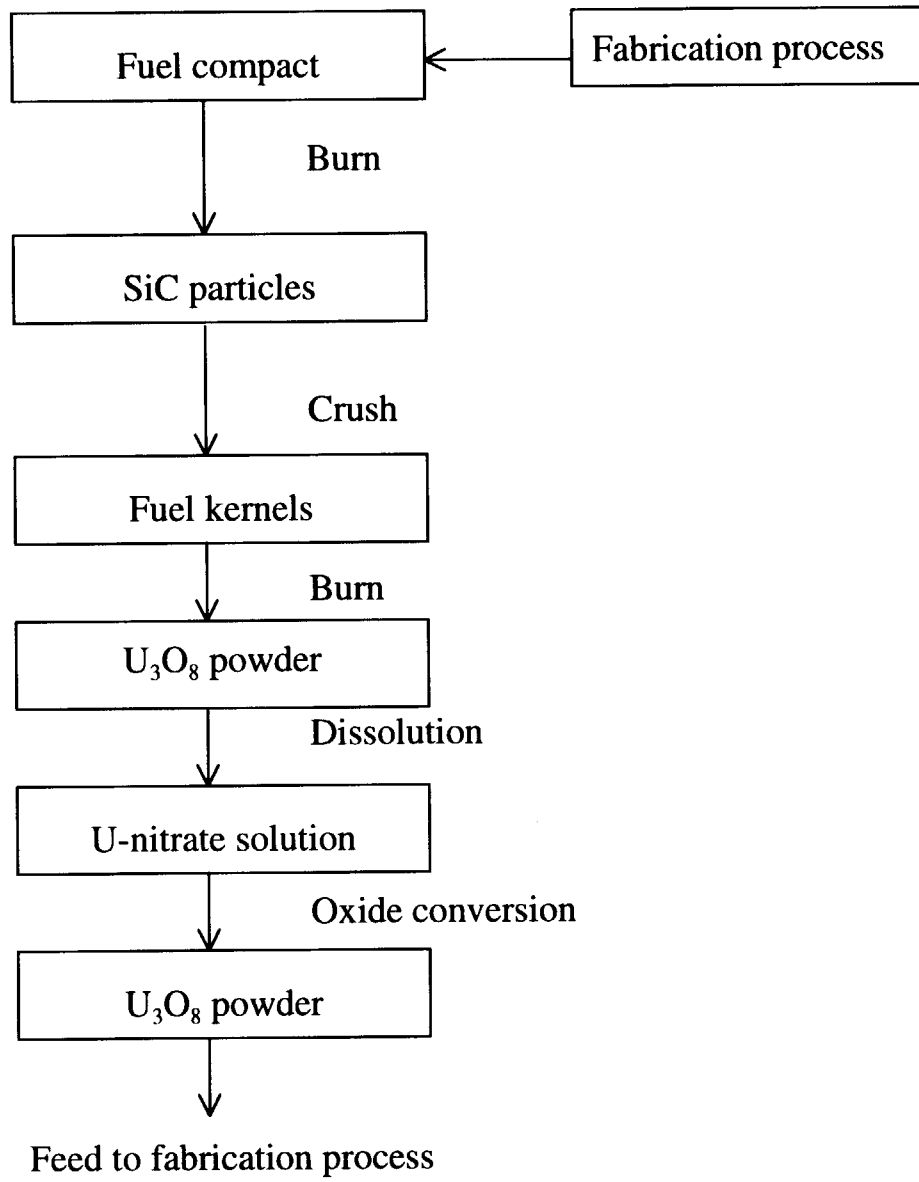 Fuel compact
Fabrication process
Burn
SiC particles
Crush
Fuel kernels
Burn
U₃O₈ powder
Dissolution
U-nitrate solution
Oxide conversion
U₃O₈ powder
Feed to fabrication process